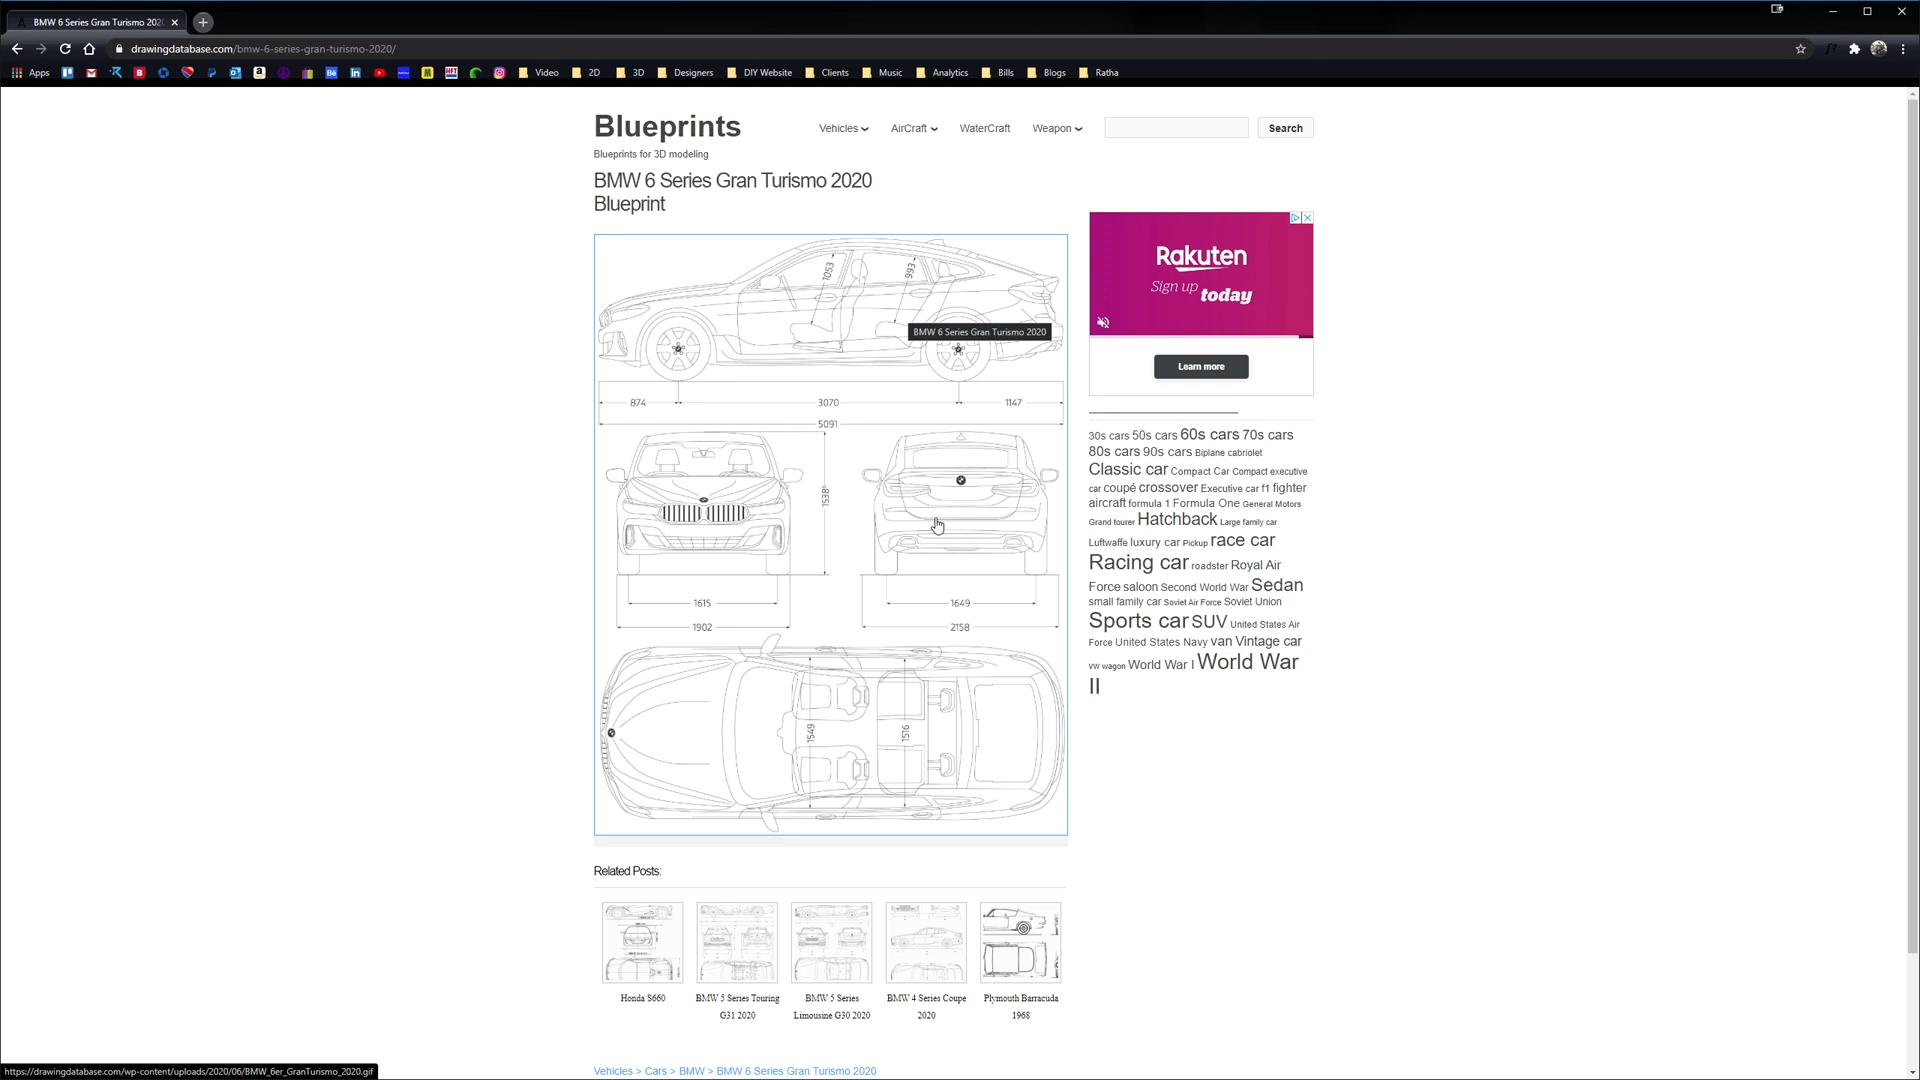 BMW 6 Series Gran Turismo 202
drawingdatabase.com/bmw-6-series-gran-turismo-2020/
Apps
Video
2D
3D
Designers
DIY Website
Clients
Music
Analytics
Bills
Blogs
Ratha
Blueprints
Vehicles
AirCraft
WaterCraft
Weapon
Search
Blueprints for 3D modeling
BMW 6 Series Gran Turismo 2020
Blueprint
1053
993
BMW 6 Series Gran Turismo 2020
874
3070
1147
5091
1538
1615
1649
1902
2158
1549
1516
Rakuten
Sign up today
Learn more
30s cars 50s cars 60s cars 70s cars
80s cars 90s cars Biplane cabriolet
Classic car Compact Car Compact executive
car coupé crossover Executive car f1 fighter
aircraft formula 1 Formula One General Motors
Grand tourer Hatchback Large family car
Luftwaffe luxury car Pickup race car
Racing car roadster Royal Air
Force saloon Second World War Sedan
small family car Soviet Air Force Soviet Union
Sports car SUV United States Air
Force United States Navy van Vintage car
vw wagon World War I World War
II
Related Posts:
Honda S660
BMW 5 Series Touring
G31 2020
BMW 5 Series
Limousine G30 2020
BMW 4 Series Coupe
2020
Plymouth Barracuda
1968
Vehicles > Cars > BMW > BMW 6 Series Gran Turismo 2020
https://drawingdatabase.com/wp-content/uploads/2020/06/BMW_6er_GranTurismo_2020.gif